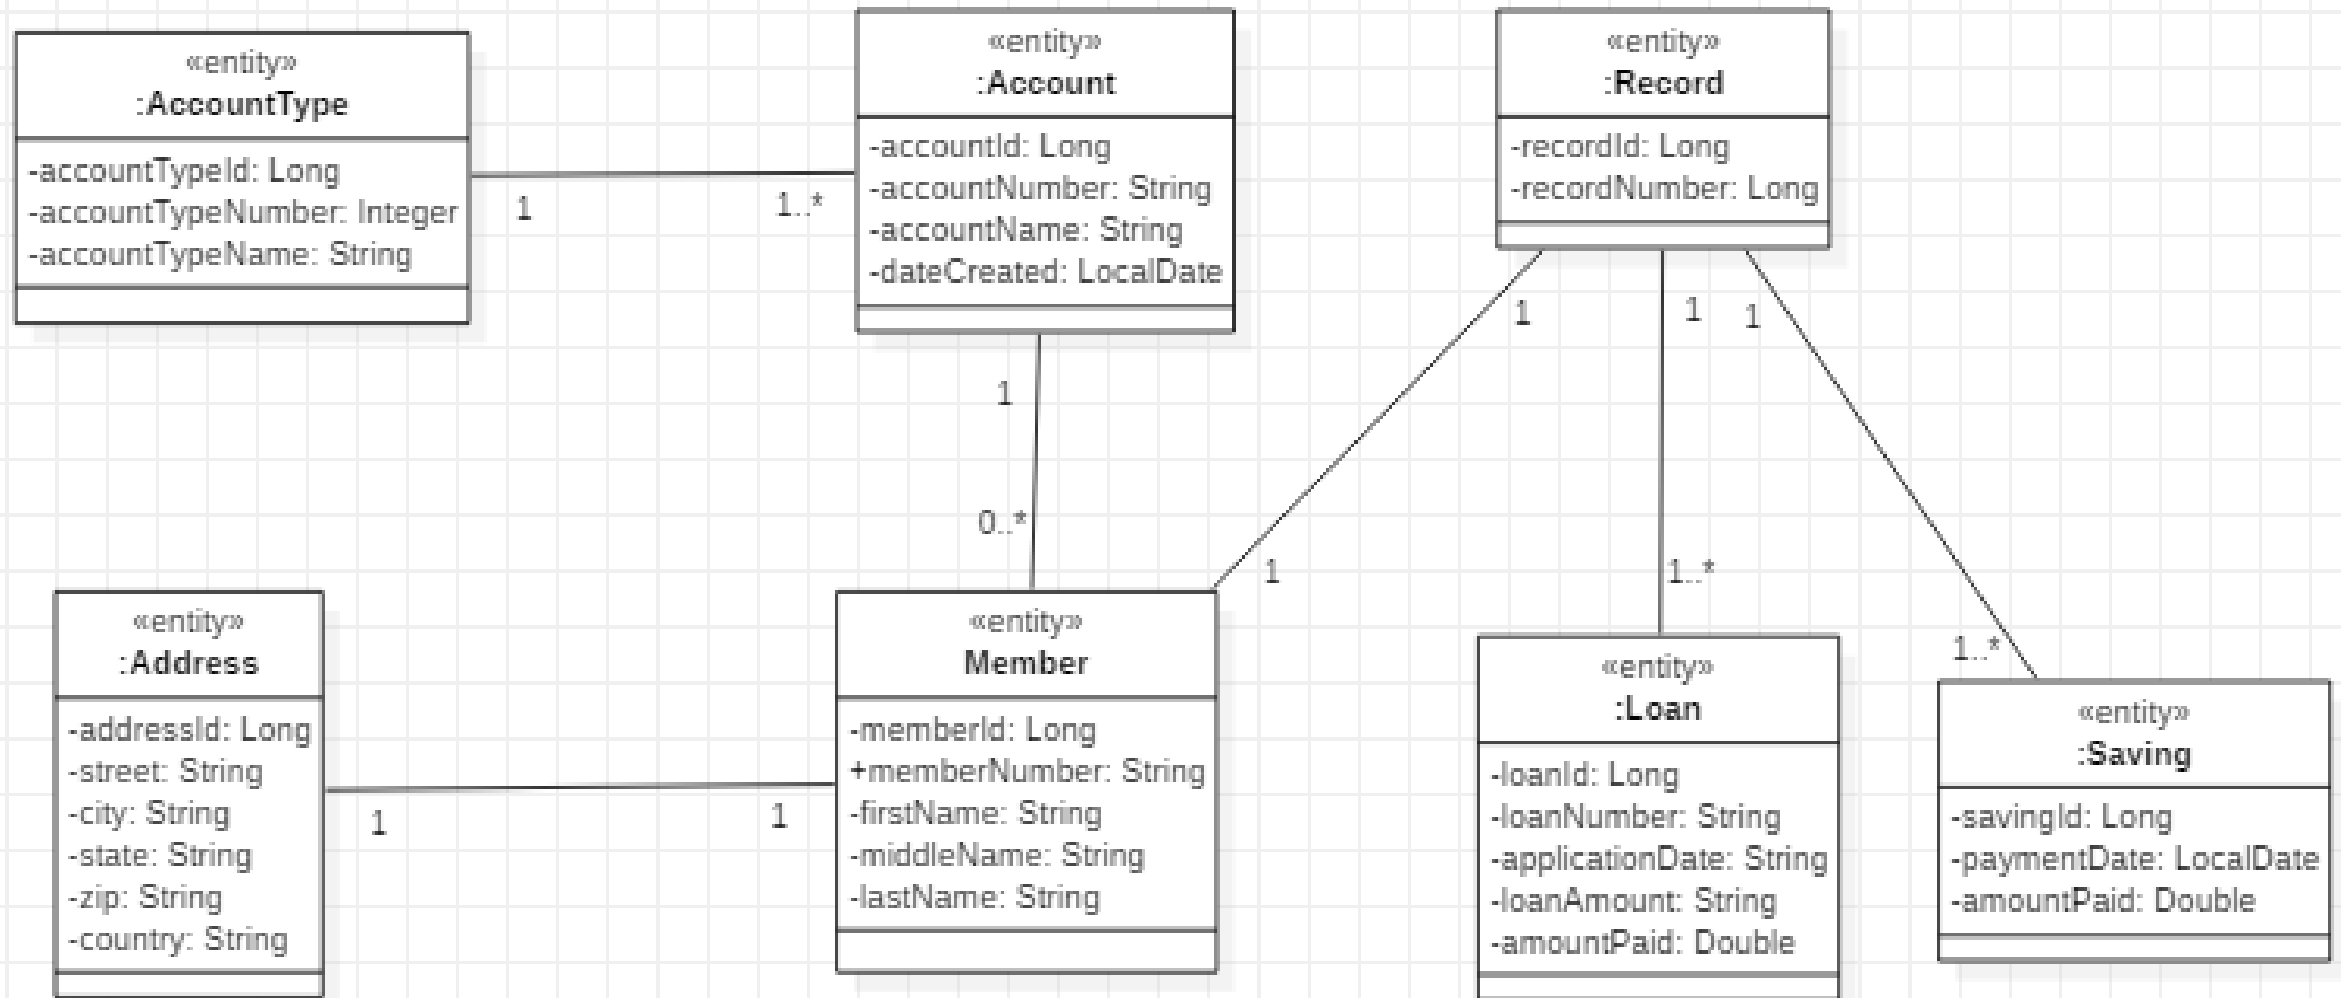 «entity»
:AccountType
-accountTypeId: Long
-accountTypeNumber: Integer
-accountTypeName: String
1
1..*
«entity»
:Account
-accountId: Long
-accountNumber: String
-accountName: String
-dateCreated: LocalDate
1
0..*
«entity»
:Record
-recordId: Long
-recordNumber: Long
1
1
1
1
1..*
1..*
«entity»
:Address
-addressId: Long
-street: String
-city: String
-state: String
-zip: String
-country: String
1
1
«entity»
Member
-memberId: Long
+memberNumber: String
-firstName: String
-middleName: String
-lastName: String
«entity»
:Loan
-loanId: Long
-loanNumber: String
-applicationDate: String
-loanAmount: String
-amountPaid: Double
«entity»
:Saving
-savingId: Long
-paymentDate: LocalDate
-amountPaid: Double